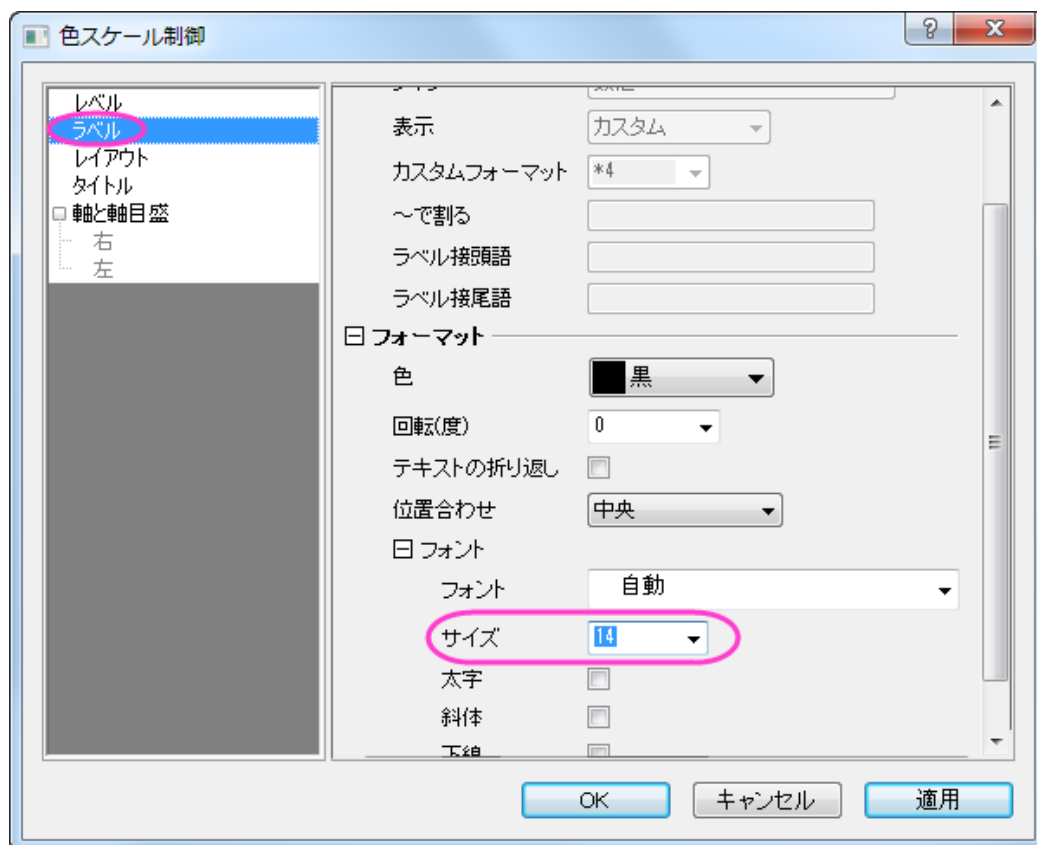 色スケール制御
レベル
ラベル
レイアウト
タイトル
軸と軸目盛
右
左
表示 カスタム
カスタムフォーマット *4
～で割る
ラベル接頭語
ラベル接尾語
フォーマット
色 黒
回転(度) 0
テキストの折り返し
位置合わせ 中央
フォント
フォント 自動
サイズ 14
太字
斜体
下線
OK キャンセル 適用